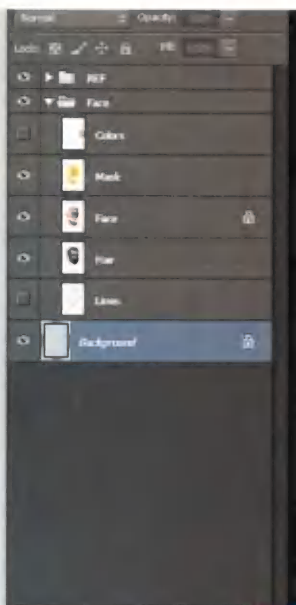 Normal Opacity:
Lock: Fill:
REF
Face
Colors
Mask
Face
Hair
Lines
Background